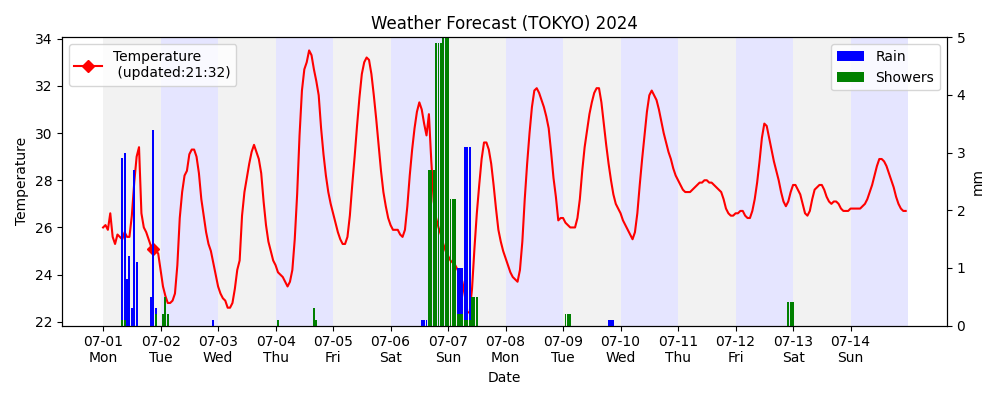 Weather Forecast (TOKYO) 2024
Temperature
(updated:21:32)
Rain
Showers
34
32
30
28
26
24
22
Temperature
5
4
3
2
1
0
mm
07-01 07-02 07-03 07-04 07-05 07-06 07-07 07-08 07-09 07-10 07-11 07-12 07-13 07-14
Mon Tue Wed Thu Fri Sat Sun Mon Tue Wed Thu Fri Sat Sun
Date